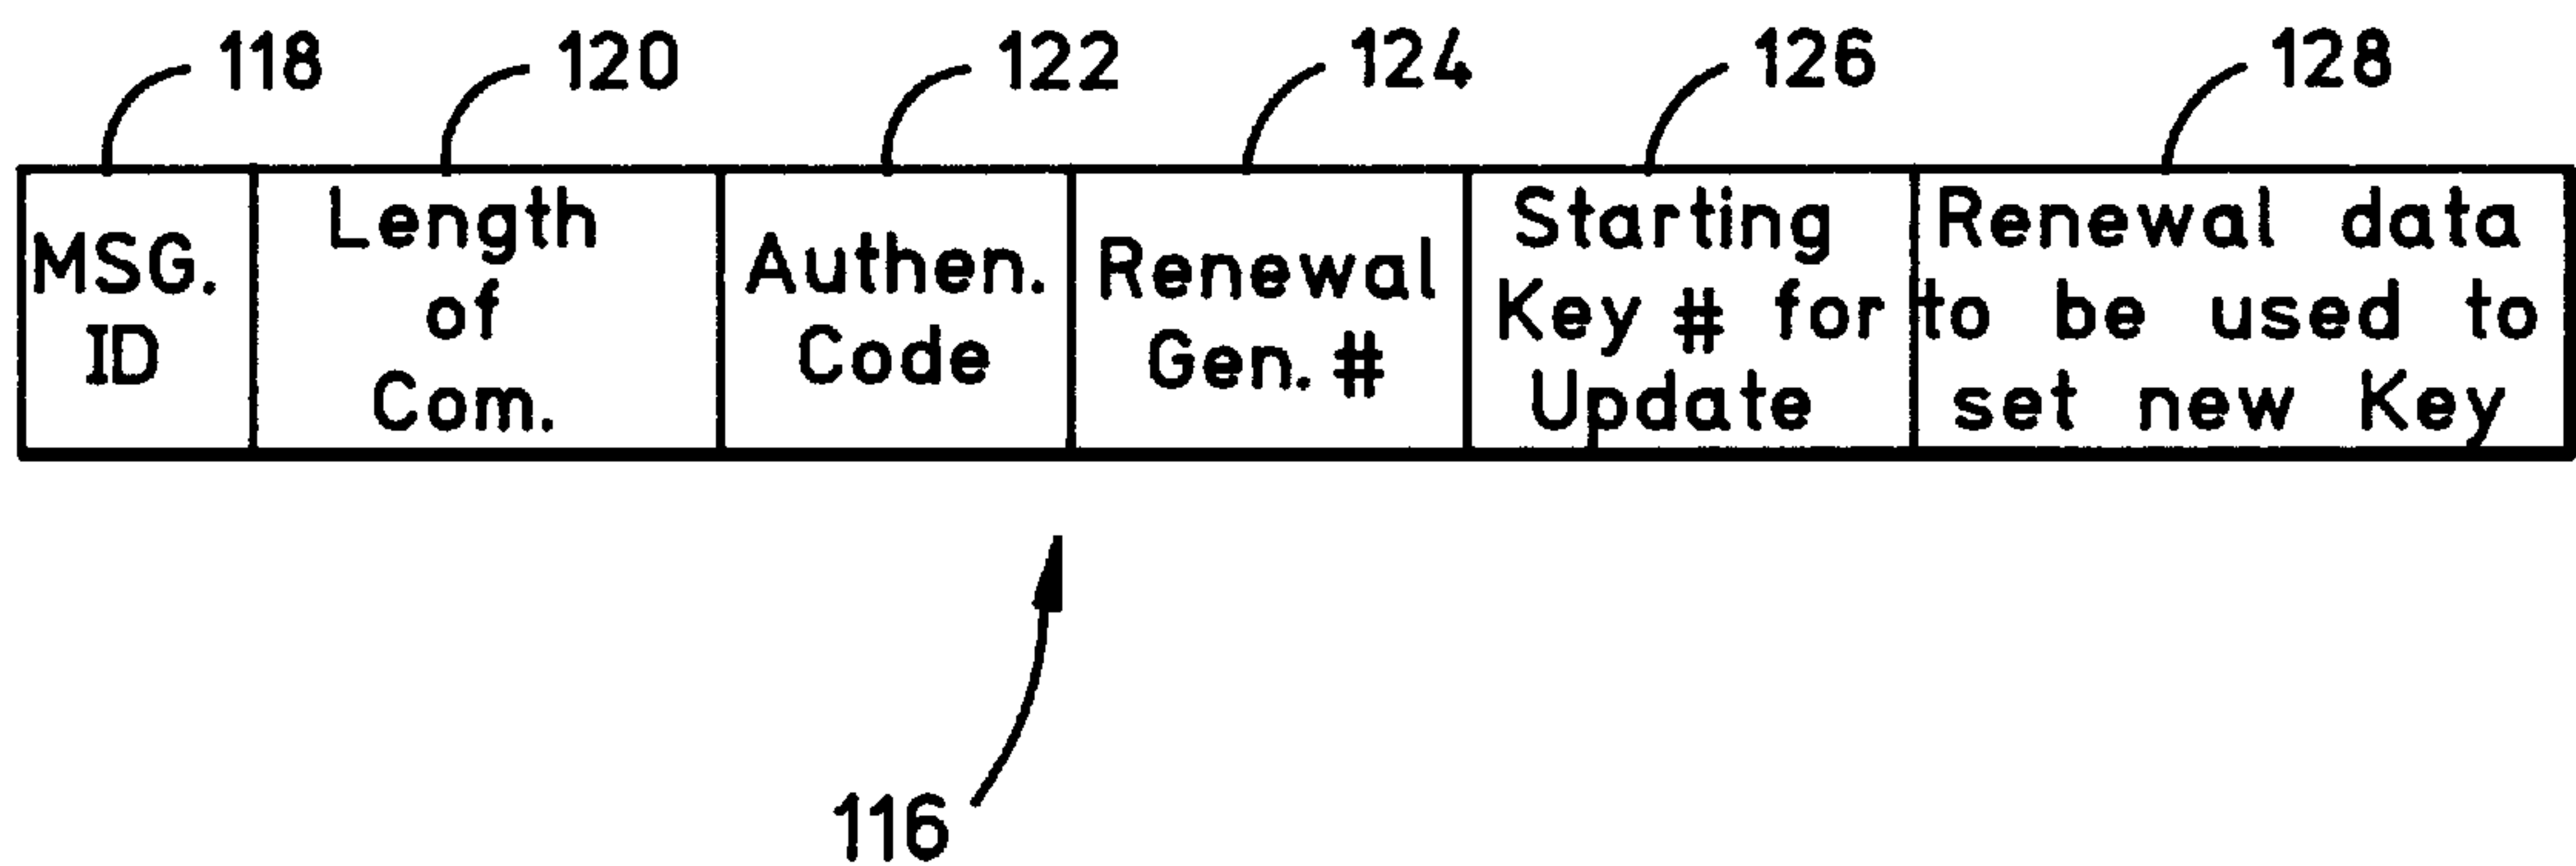 118 120 122 124 126 128
MSG.
ID
Length
of
Com.
Authen.
Code
Renewal
Gen. #
Starting
Key # for
Update
Renewal data
to be used to
set new Key
116